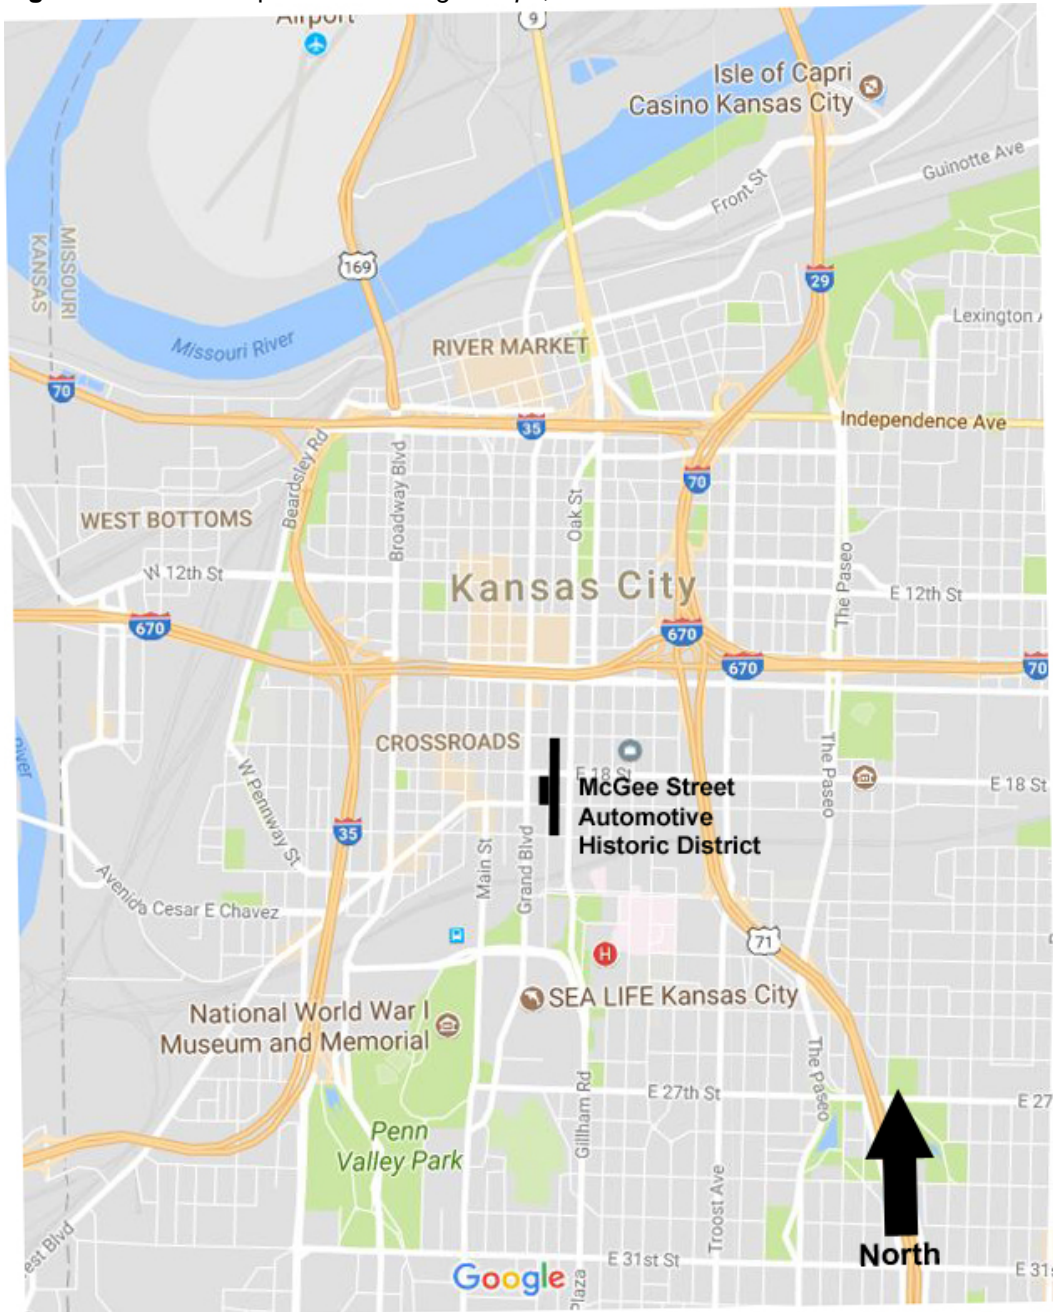 Airport
9
Isle of Capri
Casino Kansas City
Guinotte Ave
Front St
MISSOURI
KANSAS
169
29
Lexington
Missouri River
RIVER MARKET
70
35
Independence Ave
Beardsley Rd
Broadway Blvd
70
Oak St
WEST BOTTOMS
W 12th St
Kansas City
The Paseo
E 12th St
670
670
670
70
CROSSROADS
E 18 St
The Paseo
E 18 St
McGee Street
Automotive
Historic District
W Pennway St
35
Main St
Grand Blvd
Avenida Cesar E Chavez
71
H
SEA LIFE Kansas City
National World War I
Museum and Memorial
The Paseo
E 27th St
E 27
Gillham Rd
Penn
Valley Park
Troost Ave
North
E 31st St
E 31
Google
Plaza